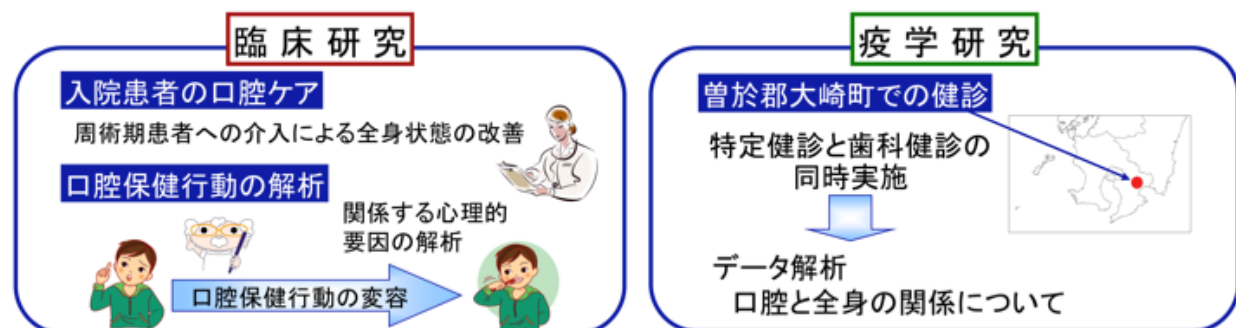 臨床研究
入院患者の口腔ケア
周術期患者への介入による全身状態の改善
口腔保健行動の解析
関係する心理的
要因の解析
口腔保健行動の変容
疫学研究
曽於郡大崎町での健診
特定健診と歯科健診の
同時実施
データ解析
口腔と全身の関係について